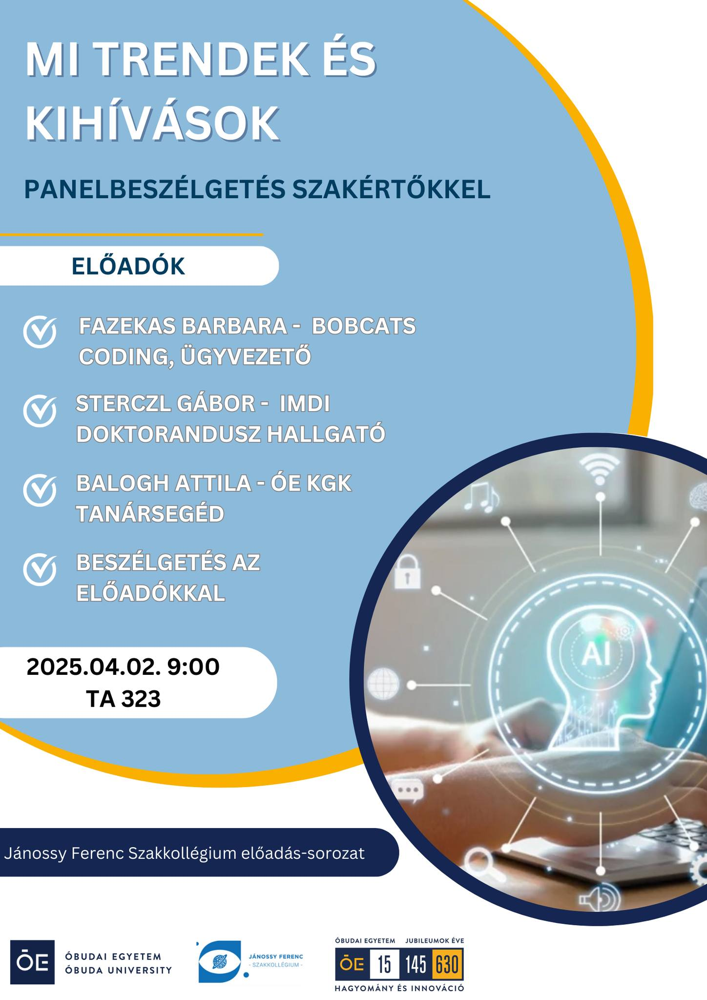 MI TRENDEK ÉS
KIHÍVÁSOK
PANELBESZÉLGETÉS SZAKÉRTŐKKEL
ELŐADÓK
FAZEKAS BARBARA - BOBCATS
CODING, ÜGYVEZETŐ
STERCZL GÁBOR - IMDI
DOKTORANDUSZ HALLGATÓ
BALOGH ATTILA - ÓE KGK
TANÁRSEGÉD
BESZÉLGETÉS AZ
ELŐADÓKKAL
2025.04.02. 9:00
TA 323
AI
Jánossy Ferenc Szakkollégium előadás-sorozat
ŌE
ÓBUDAI EGYETEM
ÓBUDA UNIVERSITY
JÁNOSSY FERENC
- SZAKKOLLÉGIUM -
ÓBUDAI EGYETEM JUBILEUMOK ÉVE
ŌE 15 145 630
HAGYOMÁNY ÉS INNOVÁCIÓ